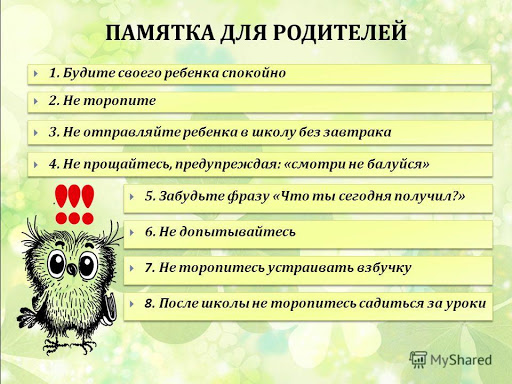 ПАМЯТКА ДЛЯ РОДИТЕЛЕЙ
1. Будите своего ребенка спокойно
2. Не торопите
3. Не отправляйте ребенка в школу без завтрака
4. Не прощайтесь, предупреждая: «смотри не балуйся»
!!!
5. Забудьте фразу «Что ты сегодня получил?»
6. Не допытывайтесь
7. Не торопитесь устраивать взбучку
8. После школы не торопитесь садиться за уроки
MyShared